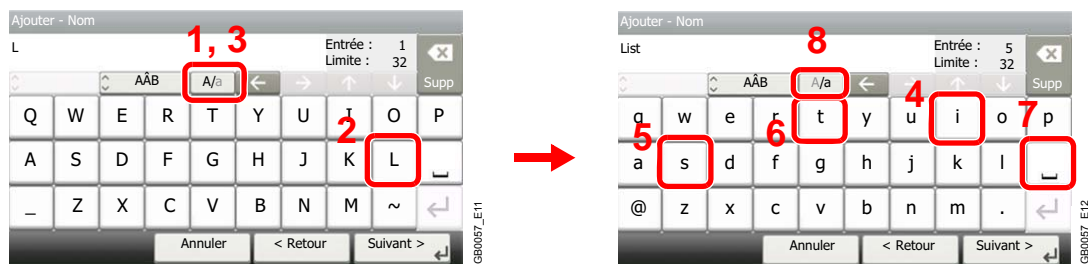 Ajouter - Nom
L
1, 3
Entrée : 1
Limite : 32
AÂB
A/a
Supp
Q W E R T Y U I O P
2
A S D F G H J K L
_ Z X C V B N M ~
Annuler
< Retour
Suivant >
GB0057_E11
Ajouter - Nom
List
8
Entrée : 5
Limite : 32
AÂB
A/a
Supp
4
q w e r t y u i o p
5
6
7
a s d f g h j k l
@ z x c v b n m .
Annuler
< Retour
Suivant >
GB0057_E12